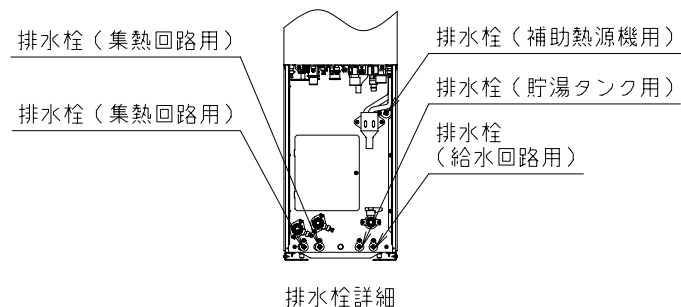 排水栓（集熱回路用）
排水栓（集熱回路用）
排水栓（補助熱源機用）
排水栓（貯湯タンク用）
排水栓
（給水回路用）
排水栓詳細